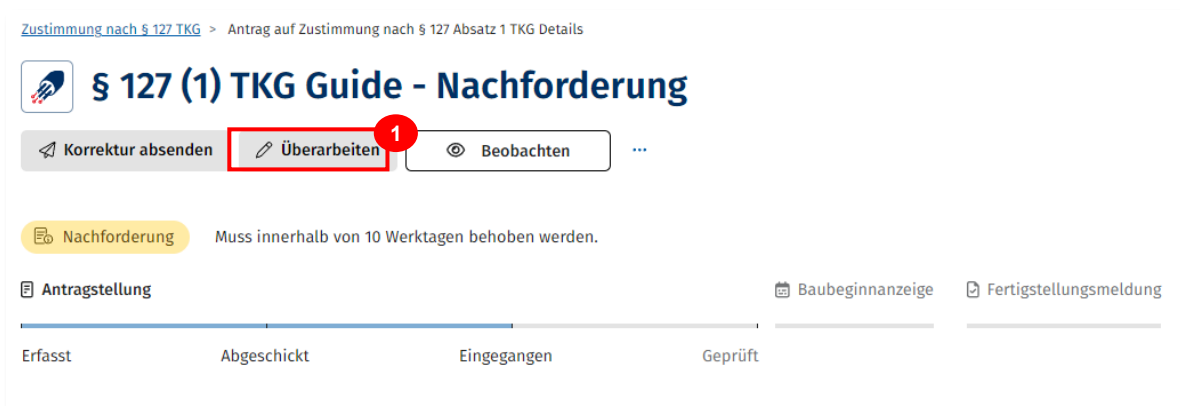 Zustimmung nach § 127 TKG > Antrag auf Zustimmung nach § 127 Absatz 1 TKG Details
§ 127 (1) TKG Guide - Nachforderung
1
Korrektur absenden Überarbeiten Beobachten ...
Nachforderung Muss innerhalb von 10 Werktagen behoben werden.
Antragstellung Baubeginnanzeige Fertigstellungsmeldung
Erfasst Abgeschickt Eingegangen Geprüft